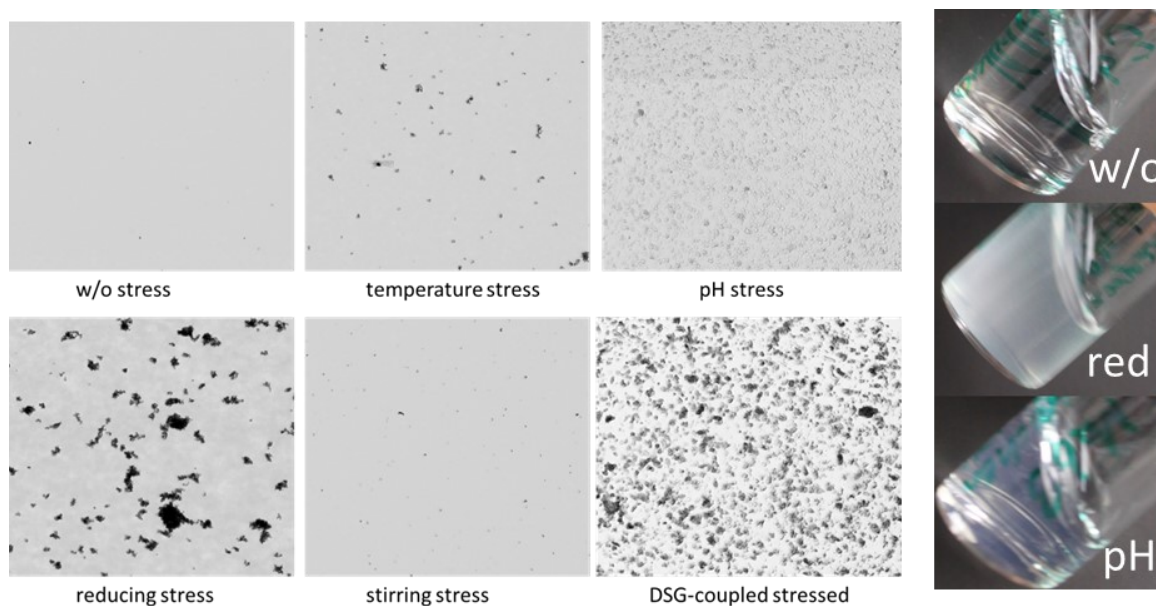 w/o stress
temperature stress
pH stress
reducing stress
stirring stress
DSG-coupled stressed
w/o
red
pH